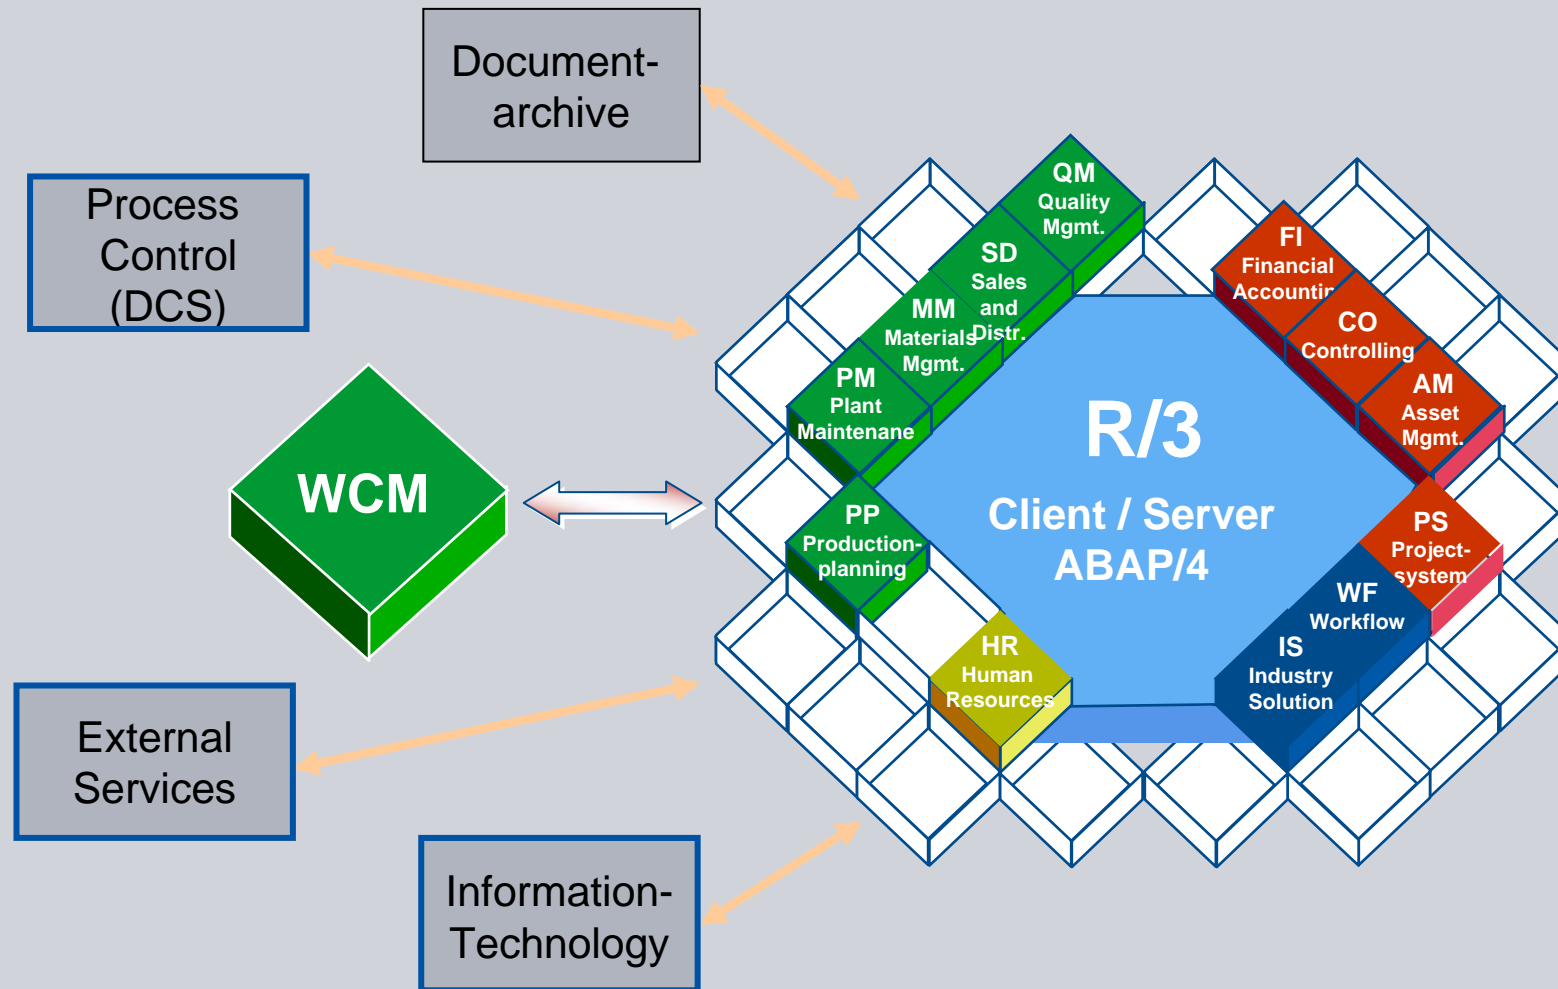 Document-
archive
Process
Control
(DCS)
WCM
External
Services
Information-
Technology
QM
Quality
Mgmt.
SD
Sales
and
Distr.
MM
Materials
Mgmt.
PM
Plant
Maintenane
PP
Production-
planning
HR
Human
Resources
R/3
Client / Server
ABAP/4
FI
Financial
Accountin
CO
Controlling
AM
Asset
Mgmt.
PS
Project-
system
WF
Workflow
IS
Industry
Solution